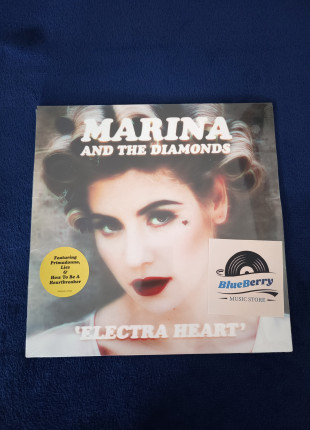 MARINA
AND THE DIAMONDS
Featuring
Primadonna,
Lies
&
How To Be A
Heartbreaker
BlueBerry
MUSIC STORE
'ELECTRA HEART'